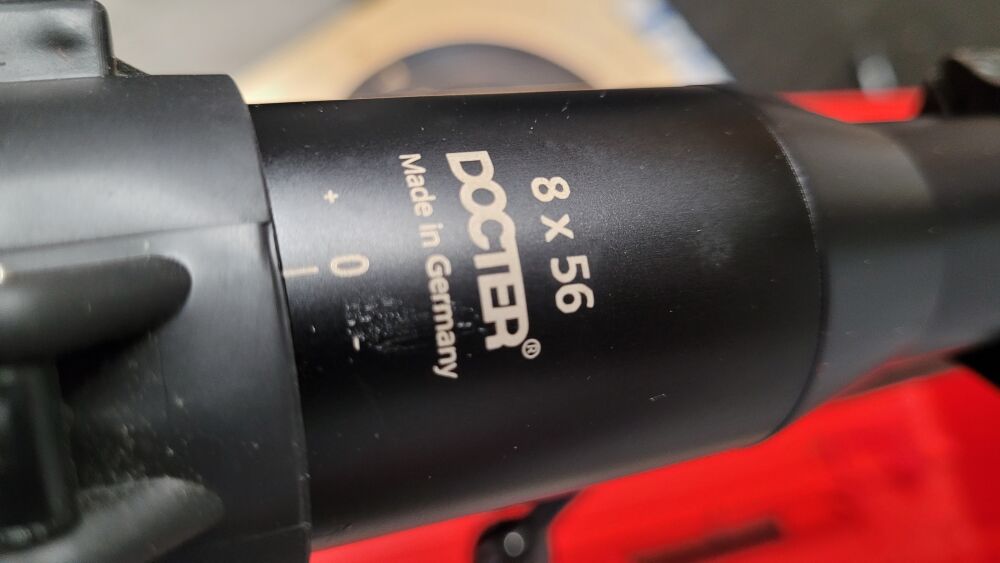 8 x 56
DOCTER®
Made in Germany
+ 0 -